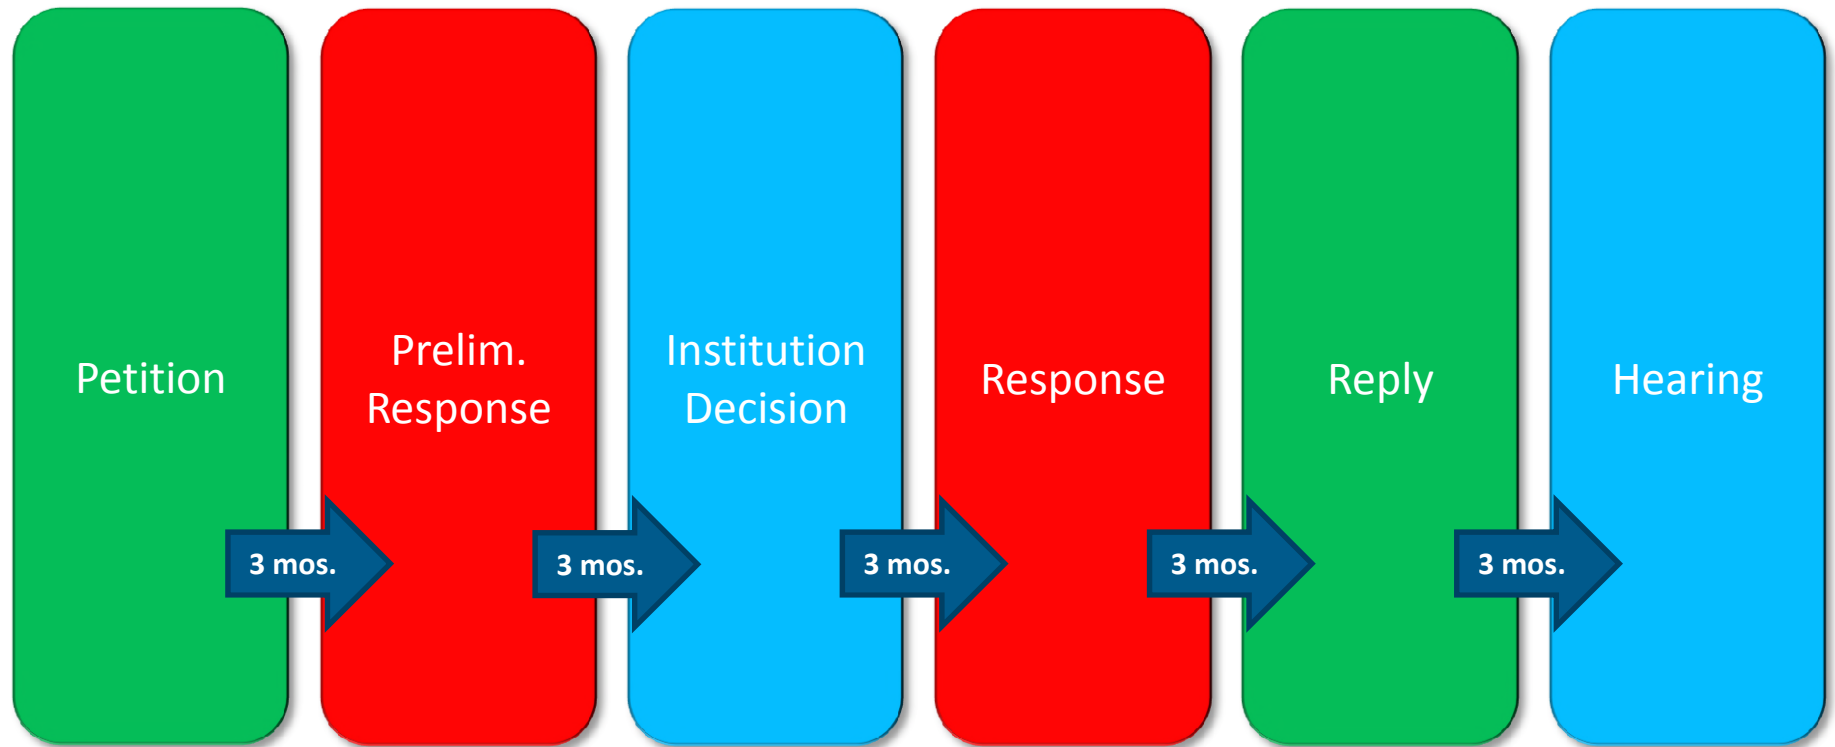 Petition
Prelim.
Response
Institution
Decision
Response
Reply
Hearing
3 mos.
3 mos.
3 mos.
3 mos.
3 mos.